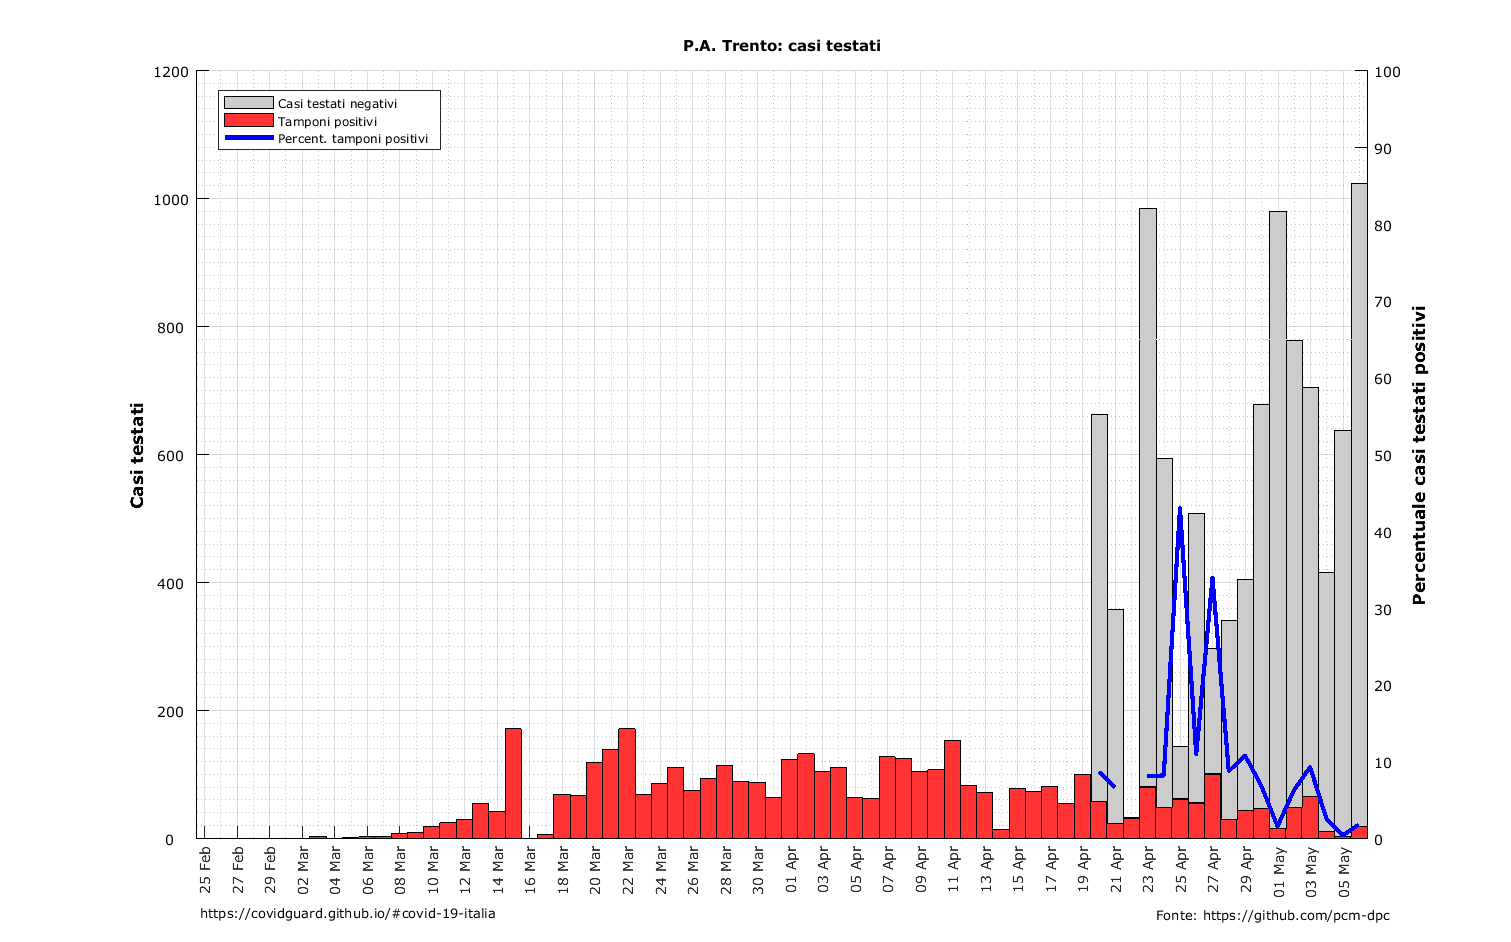 P.A. Trento: casi testati
Casi testati negativi
Tamponi positivi
Percent. tamponi positivi
Casi testati
1200
1000
800
600
400
200
0
100
90
80
70
60
50
40
30
20
10
0
Percentuale casi testati positivi
25 Feb
27 Feb
29 Feb
02 Mar
04 Mar
06 Mar
08 Mar
10 Mar
12 Mar
14 Mar
16 Mar
18 Mar
20 Mar
22 Mar
24 Mar
26 Mar
28 Mar
30 Mar
01 Apr
03 Apr
05 Apr
07 Apr
09 Apr
11 Apr
13 Apr
15 Apr
17 Apr
19 Apr
21 Apr
23 Apr
25 Apr
27 Apr
29 Apr
01 May
03 May
05 May
https://covidguard.github.io/#covid-19-italia
Fonte: https://github.com/pcm-dpc